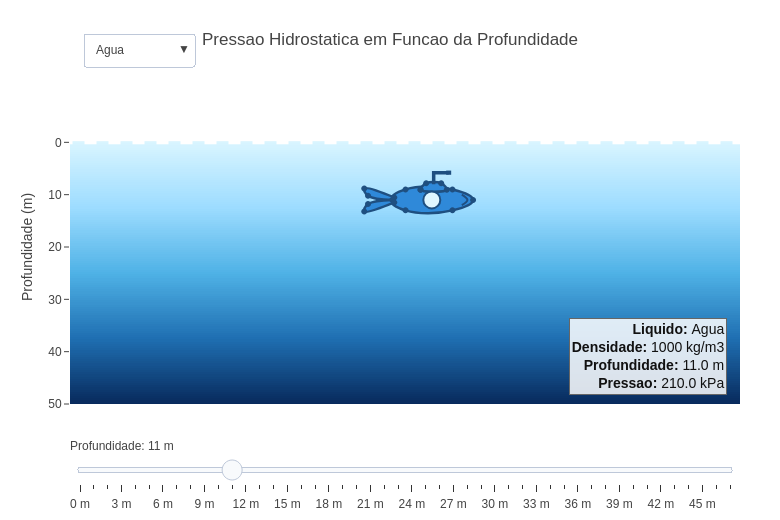 Agua ▼
Pressao Hidrostatica em Funcao da Profundidade
Profundidade (m)
0
10
20
30
40
50
Liquido: Agua
Densidade: 1000 kg/m3
Profundidade: 11.0 m
Pressao: 210.0 kPa
Profundidade: 11 m
0 m 3 m 6 m 9 m 12 m 15 m 18 m 21 m 24 m 27 m 30 m 33 m 36 m 39 m 42 m 45 m